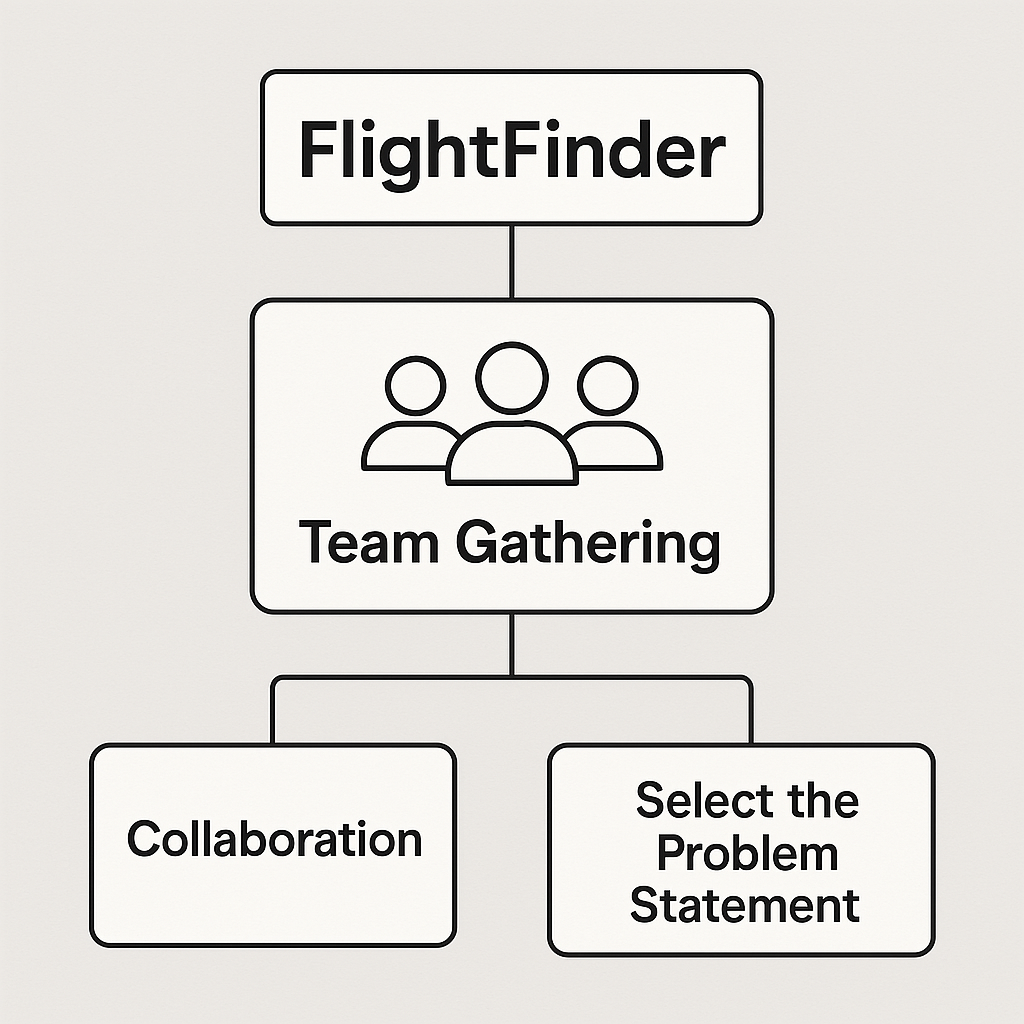 FlightFinder
Team Gathering
Collaboration
Select the
Problem
Statement